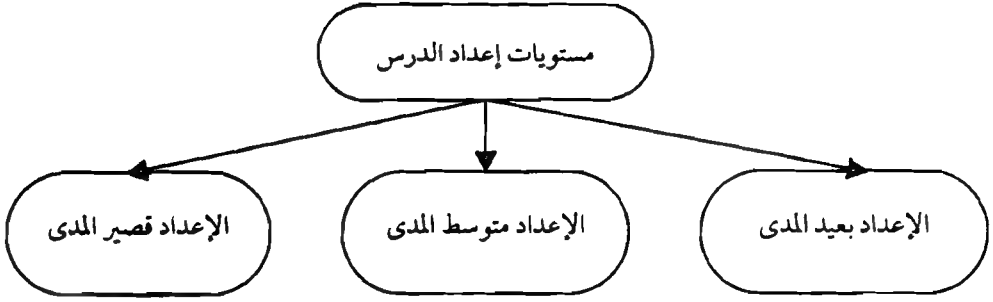 مستويات إعداد الدرس
الإعداد بعيد المدى
الإعداد متوسط المدى
الإعداد قصير المدى